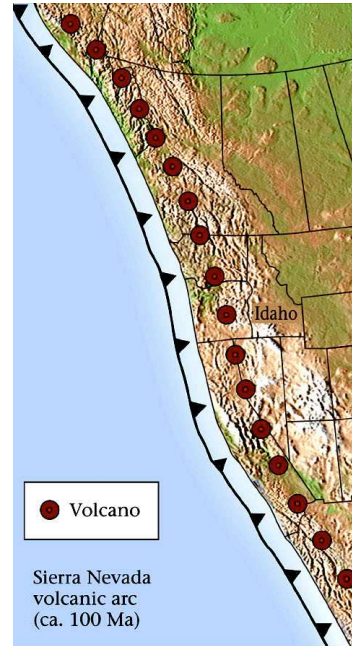 Idaho
Volcano
Sierra Nevada
volcanic arc
(ca. 100 Ma)